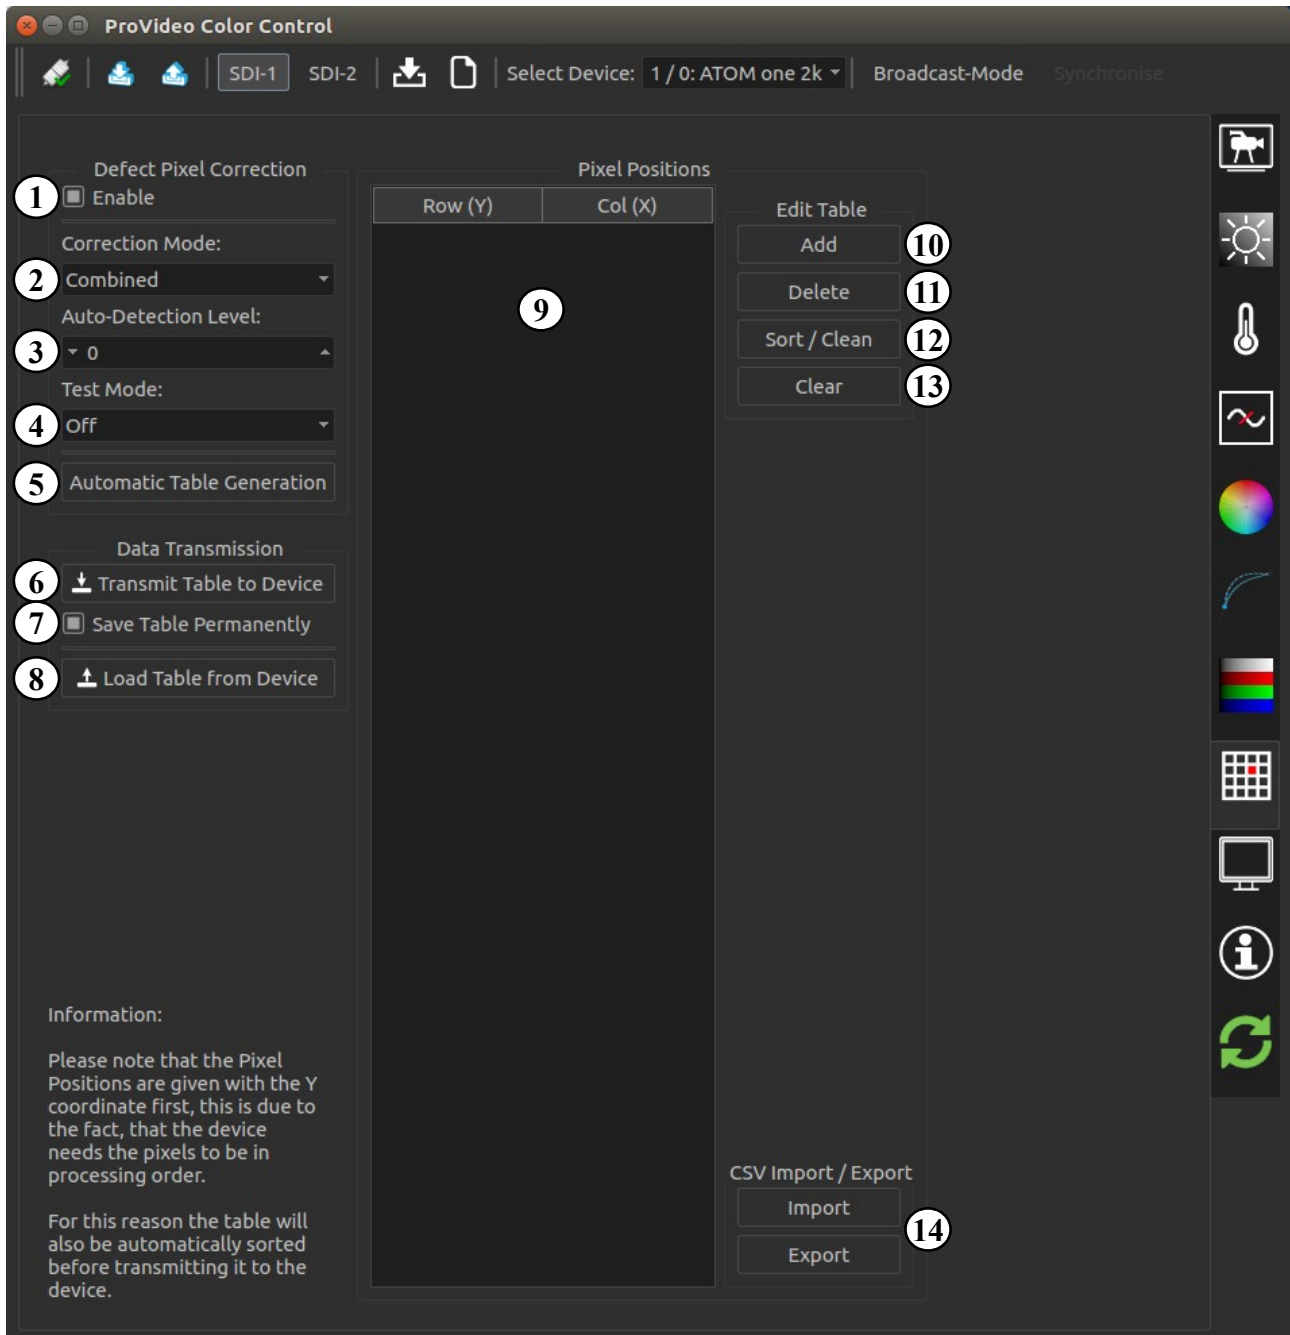 ProVideo Color Control
SDI-1 SDI-2 Select Device: 1 / 0: ATOM one 2k Broadcast-Mode Synchronise
Defect Pixel Correction
1 Enable
Correction Mode:
2 Combined
Auto-Detection Level:
3 0
Test Mode:
4 Off
5 Automatic Table Generation
Data Transmission
6 Transmit Table to Device
7 Save Table Permanently
8 Load Table from Device
Information:
Please note that the Pixel
Positions are given with the Y
coordinate first, this is due to
the fact, that the device
needs the pixels to be in
processing order.
For this reason the table will
also be automatically sorted
before transmitting it to the
device.
Pixel Positions
Row (Y) Col (X)
9
Edit Table
Add 10
Delete 11
Sort / Clean 12
Clear 13
CSV Import / Export
Import
14
Export